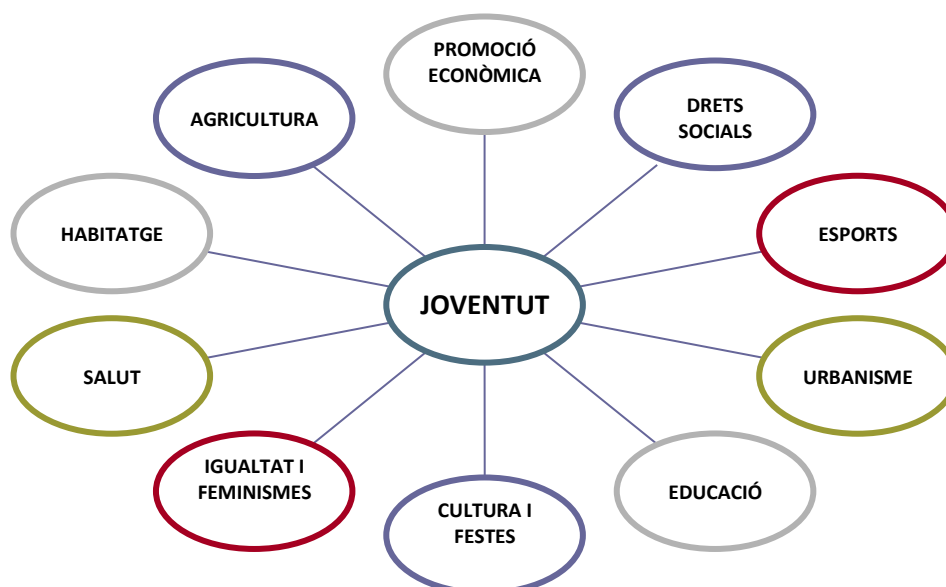 PROMOCIÓ
ECONÒMICA
AGRICULTURA
DRETS
SOCIALS
HABITATGE
ESPORTS
JOVENTUT
SALUT
URBANISME
IGUALTAT I
FEMINISMES
EDUCACIÓ
CULTURA I
FESTES